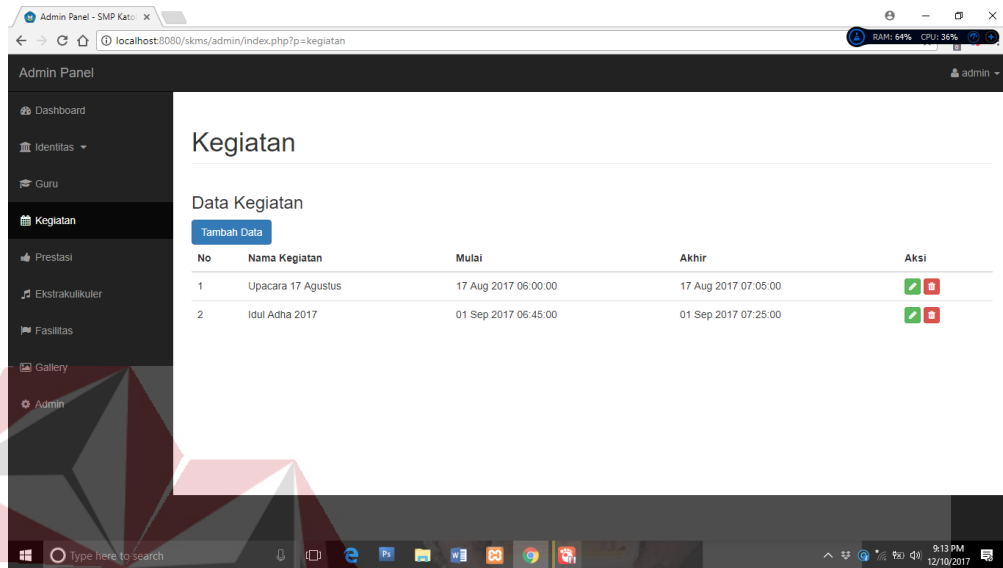 Admin Panel - SMP Katol
localhost:8080/skms/admin/index.php?p=kegiatan
RAM: 64% CPU: 36%
Admin Panel
admin
Dashboard
Identitas
Guru
Kegiatan
Prestasi
Ekstrakulikuler
Fasilitas
Gallery
Admin
Kegiatan
Data Kegiatan
Tambah Data
No Nama Kegiatan Mulai Akhir Aksi
1 Upacara 17 Agustus 17 Aug 2017 06:00:00 17 Aug 2017 07:05:00
2 Idul Adha 2017 01 Sep 2017 06:45:00 01 Sep 2017 07:25:00
Type here to search
Ps
9:13 PM
12/10/2017